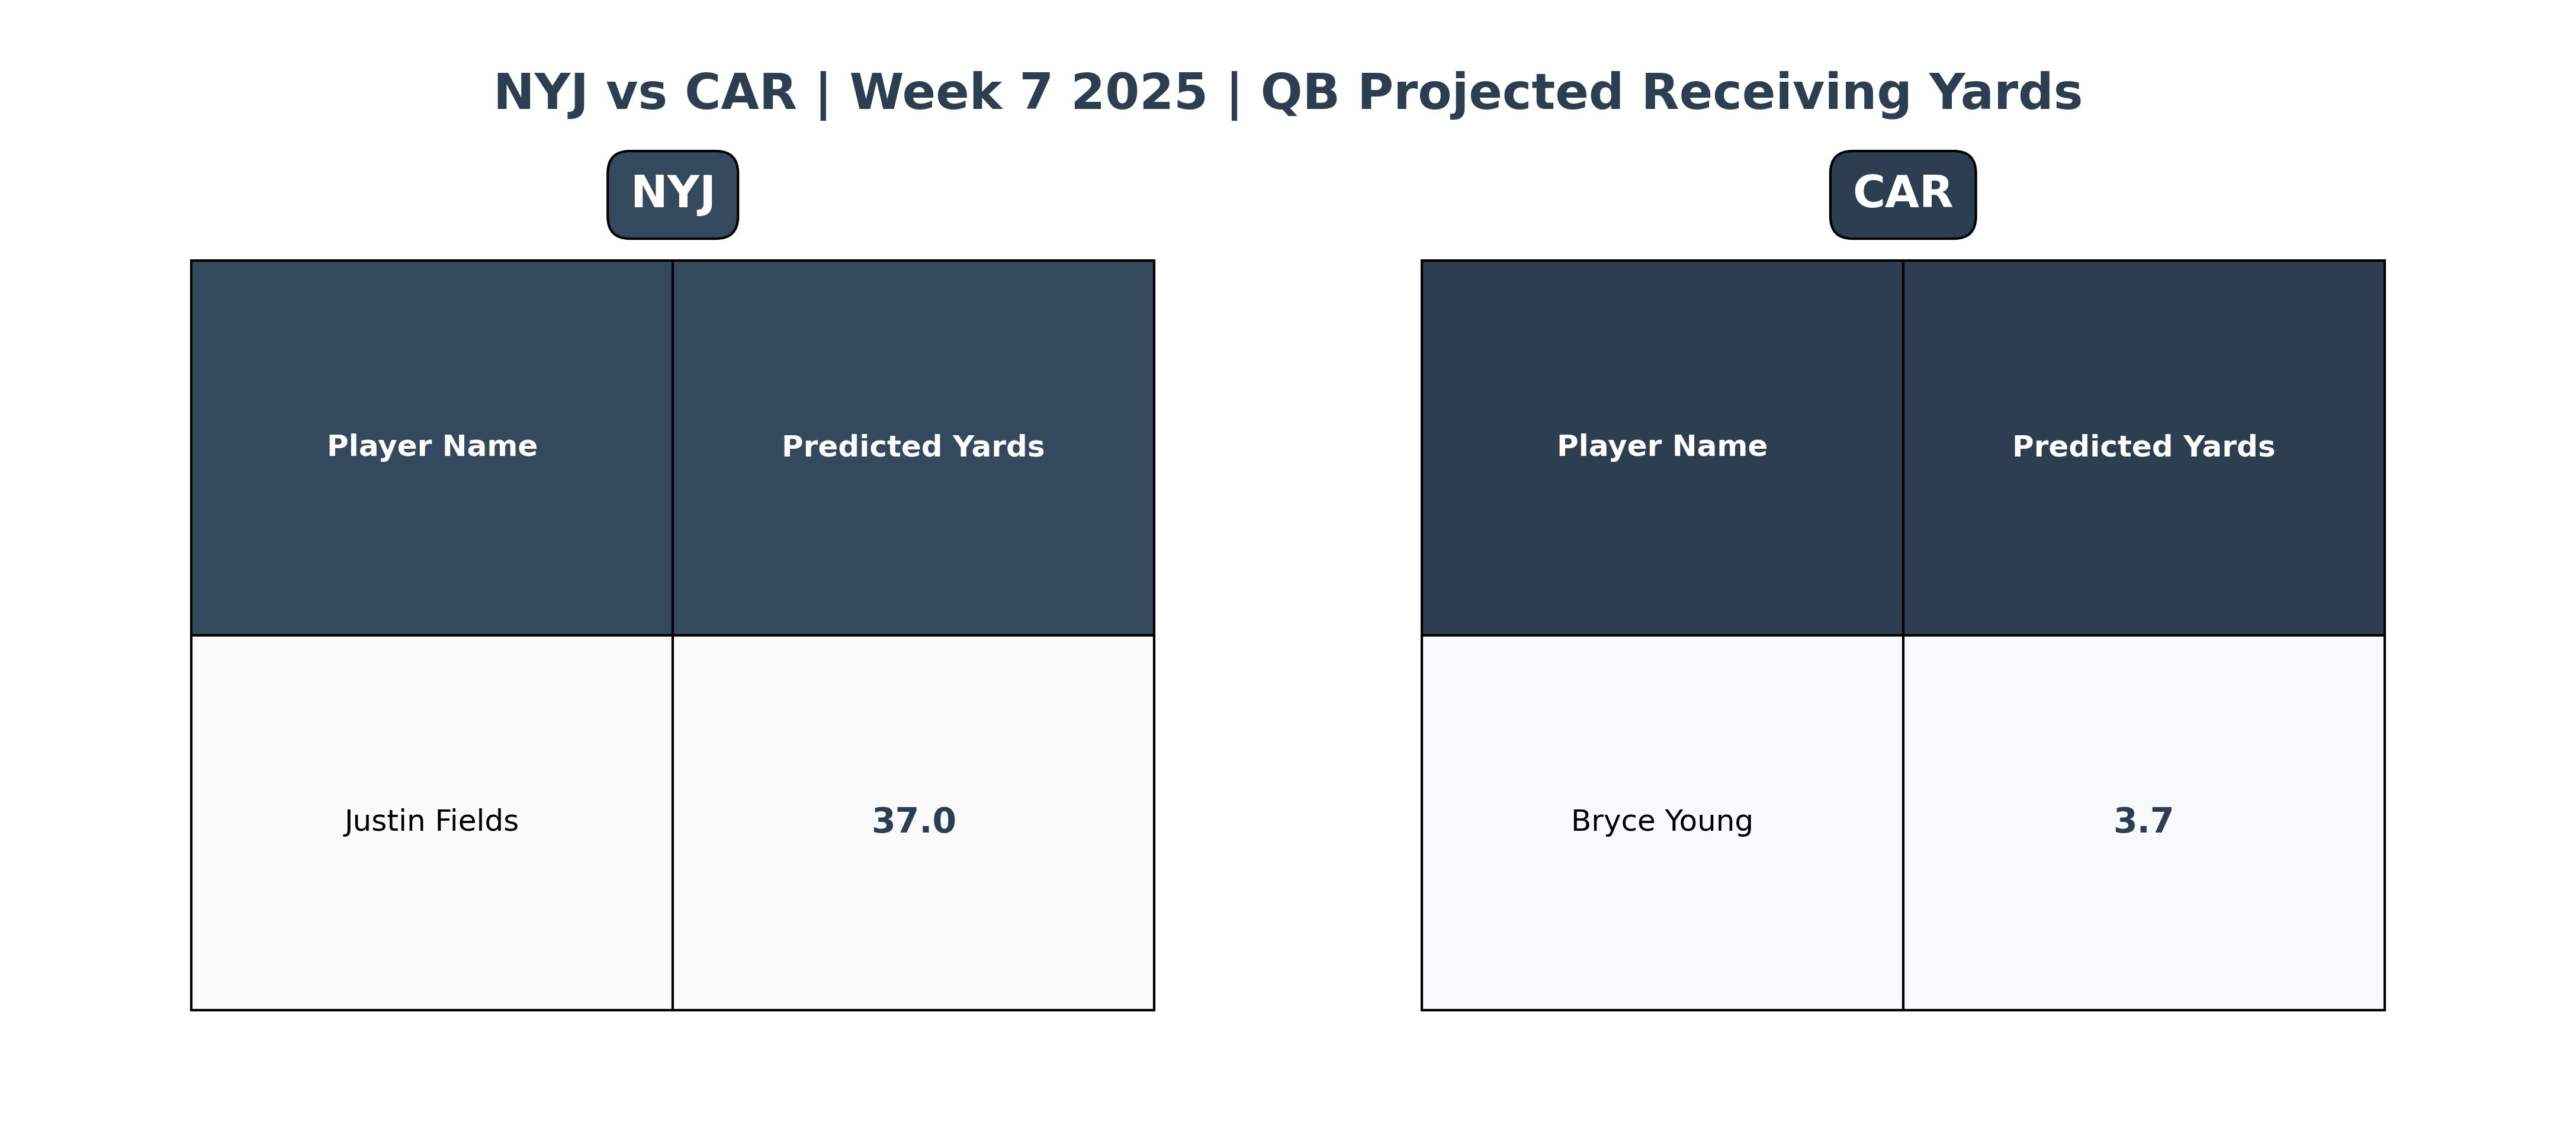 NYJ vs CAR | Week 7 2025 | QB Projected Receiving Yards
NYJ
Player Name Predicted Yards
Justin Fields 37.0
CAR
Player Name Predicted Yards
Bryce Young 3.7